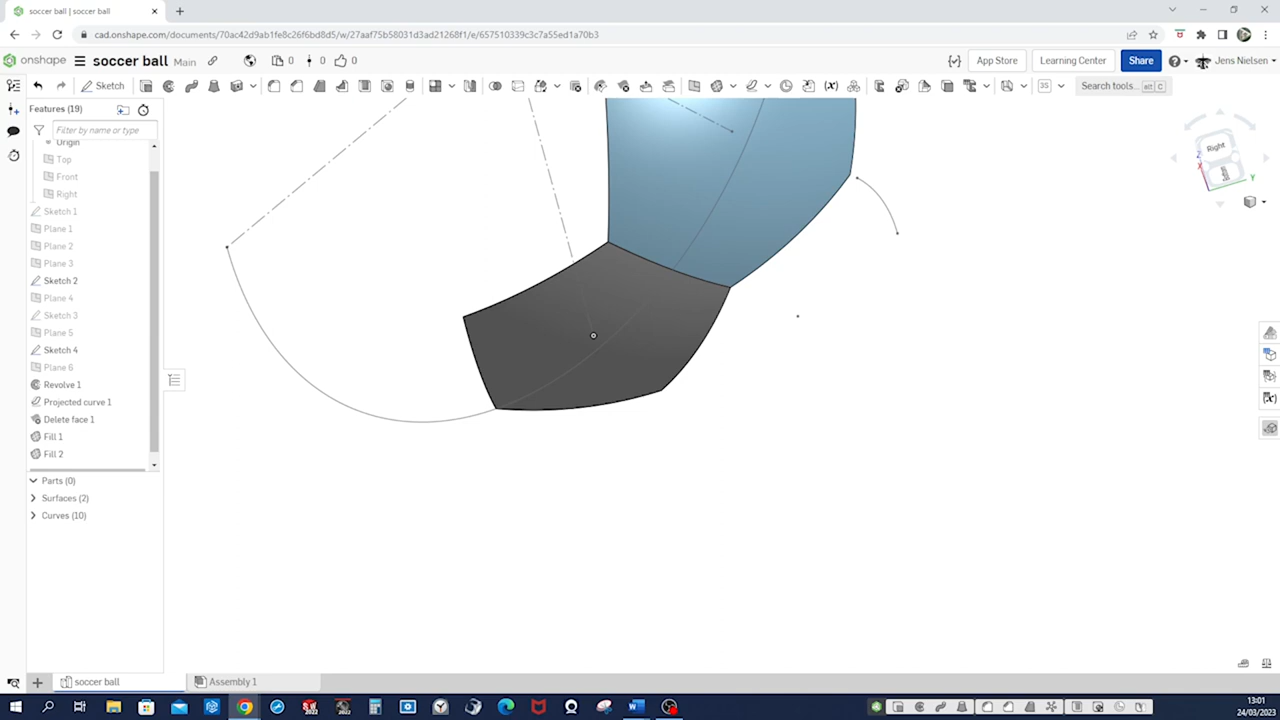 soccer ball
cad.onshape.com/documents/70ac42d9ab1fe8c26f6bd8d5/w/27aaf75b58031d3ad21268f1/e/657510339c3c7a55ed1a70b3
onshape
soccer ball
Main
0
0
0
App Store
Learning Center
Share
Jens Nielsen
Sketch
Search tools...
alt C
Features (19)
Filter by name or type
Origin
Top
Front
Right
Sketch 1
Plane 1
Plane 2
Plane 3
Sketch 2
Plane 4
Sketch 3
Plane 5
Sketch 4
Plane 6
Revolve 1
Projected curve 1
Delete face 1
Fill 1
Fill 2
Parts (0)
Surfaces (2)
Curves (10)
Right
Z
X
Y
soccer ball
Assembly 1
13:01
24/03/2023